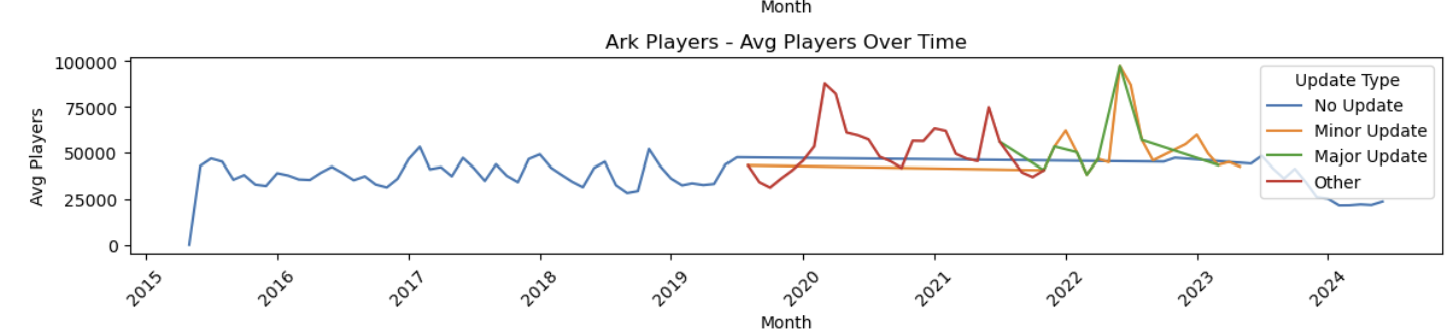 Month
Ark Players - Avg Players Over Time
100000
75000
50000
25000
0
Avg Players
Update Type
No Update
Minor Update
Major Update
Other
2015
2016
2017
2018
2019
2020
2021
2022
2023
2024
Month